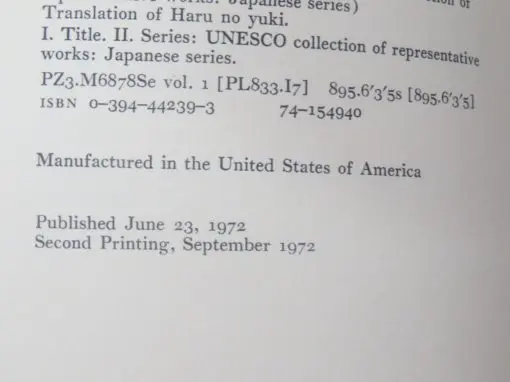 Japanese series)
Translation of Haru no yuki.
I. Title. II. Series: UNESCO collection of representative
works: Japanese series.
PZ3.M6878Se vol. 1 [PL833.I7] 895.6'3'5s [895.6'3'5]
ISBN 0-394-44239-3 74-154940
Manufactured in the United States of America
Published June 23, 1972
Second Printing, September 1972